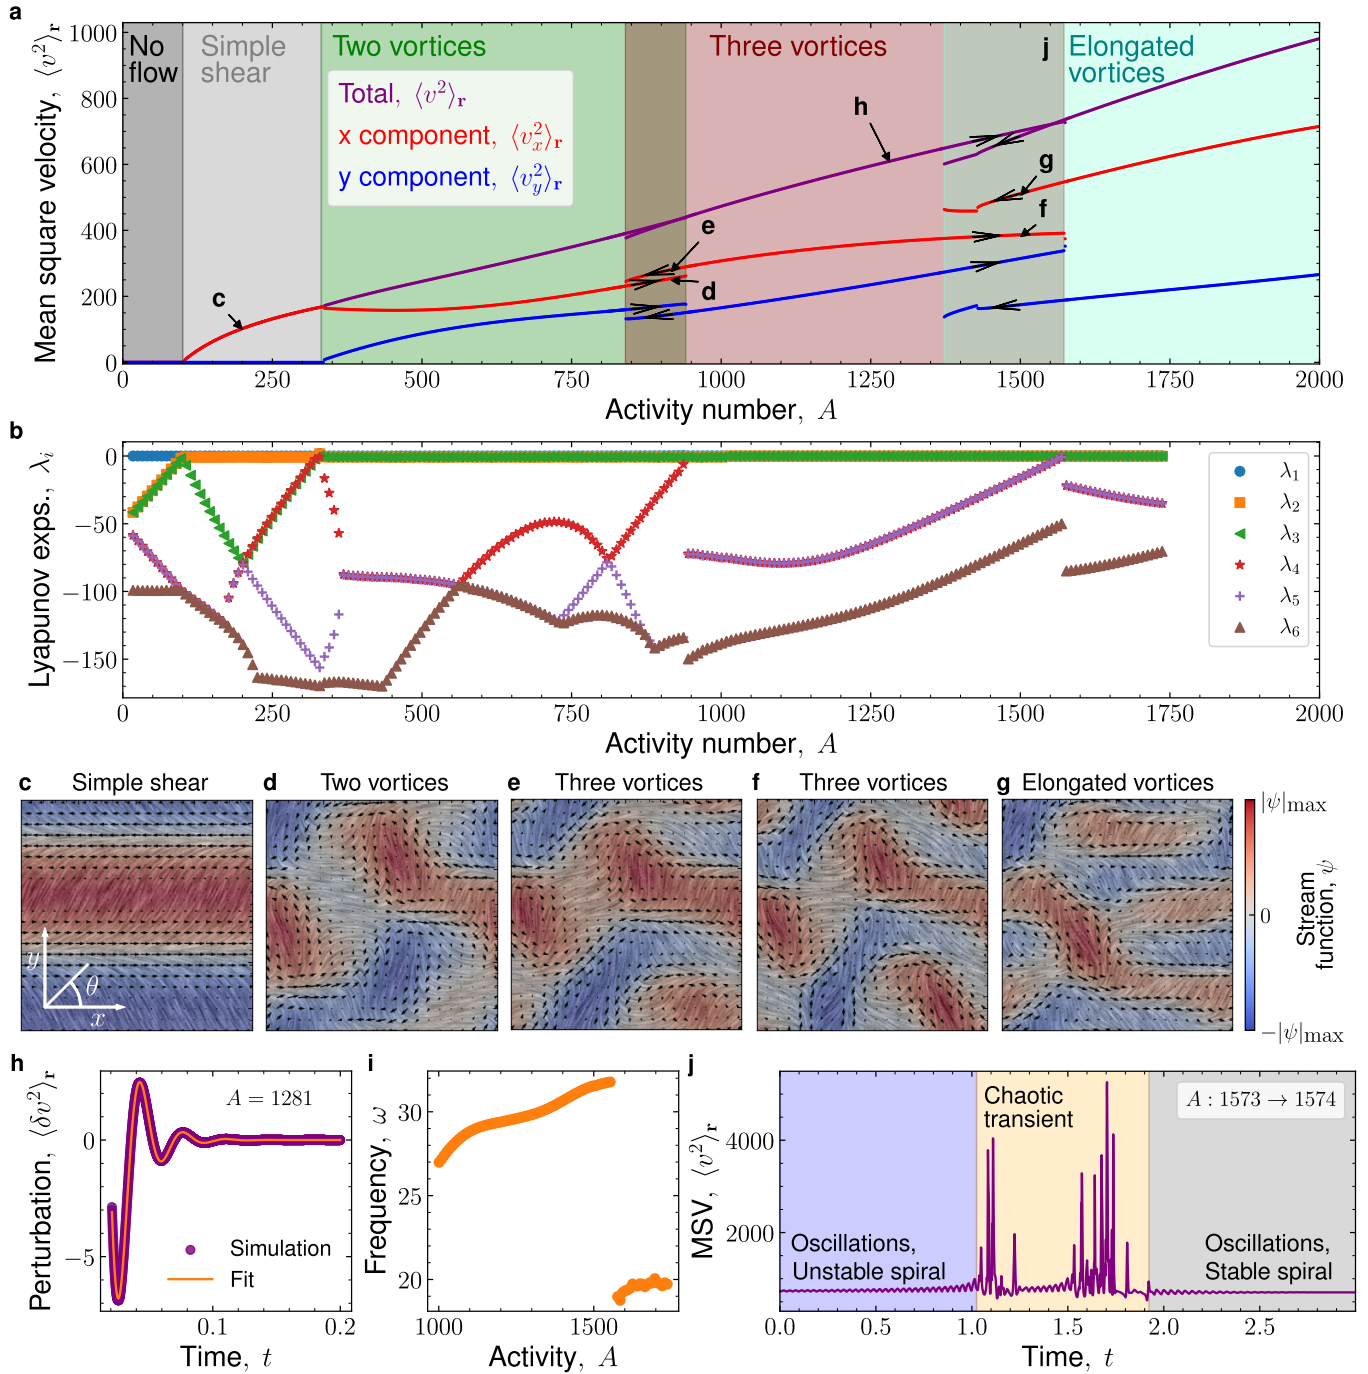 a
Mean square velocity, ⟨v²⟩ᵣ
1000
800
600
400
200
0
No flow
Simple shear
Two vortices
Three vortices
j
Elongated vortices
Total, ⟨v²⟩ᵣ
x component, ⟨vₓ²⟩ᵣ
y component, ⟨v_y²⟩ᵣ
c
e
d
h
g
f
0 250 500 750 1000 1250 1500 1750 2000
Activity number, A
b
Lyapunov exps., λᵢ
0
−50
−100
−150
λ₁
λ₂
λ₃
λ₄
λ₅
λ₆
0 250 500 750 1000 1250 1500 1750 2000
Activity number, A
c Simple shear
d Two vortices
e Three vortices
f Three vortices
g Elongated vortices
y
θ
x
|ψ|max
0
−|ψ|max
Stream function, ψ
h
Perturbation, ⟨δv²⟩ᵣ
0
−5
A = 1281
Simulation
Fit
0.1 0.2
Time, t
i
Frequency, ω
30
25
20
1000 1500
Activity, A
j
MSV, ⟨v²⟩ᵣ
4000
2000
Chaotic transient
A : 1573 → 1574
Oscillations,
Unstable spiral
Oscillations,
Stable spiral
0.0 0.5 1.0 1.5 2.0 2.5
Time, t